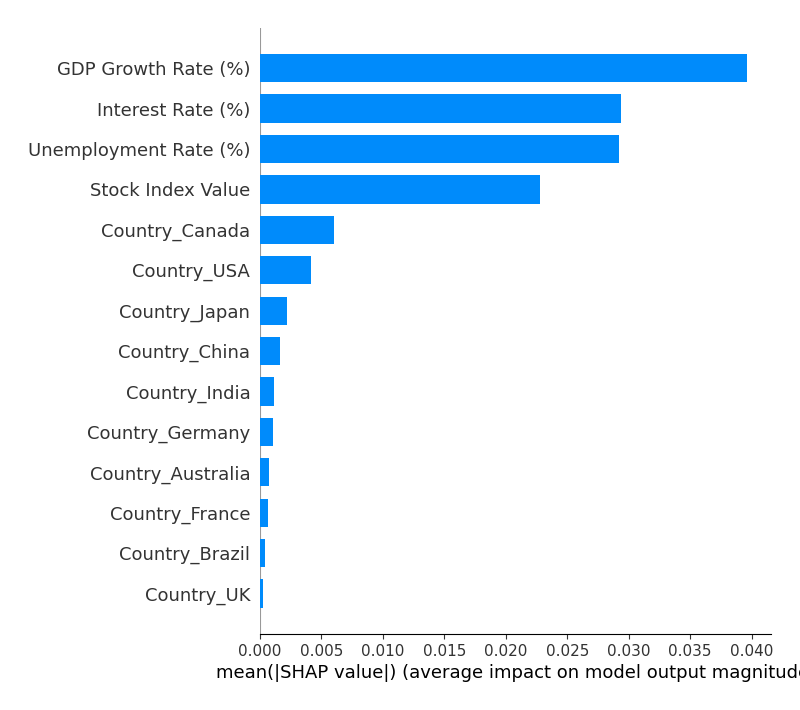 GDP Growth Rate (%)
Interest Rate (%)
Unemployment Rate (%)
Stock Index Value
Country_Canada
Country_USA
Country_Japan
Country_China
Country_India
Country_Germany
Country_Australia
Country_France
Country_Brazil
Country_UK
0.000 0.005 0.010 0.015 0.020 0.025 0.030 0.035 0.040
mean(|SHAP value|) (average impact on model output magnitude